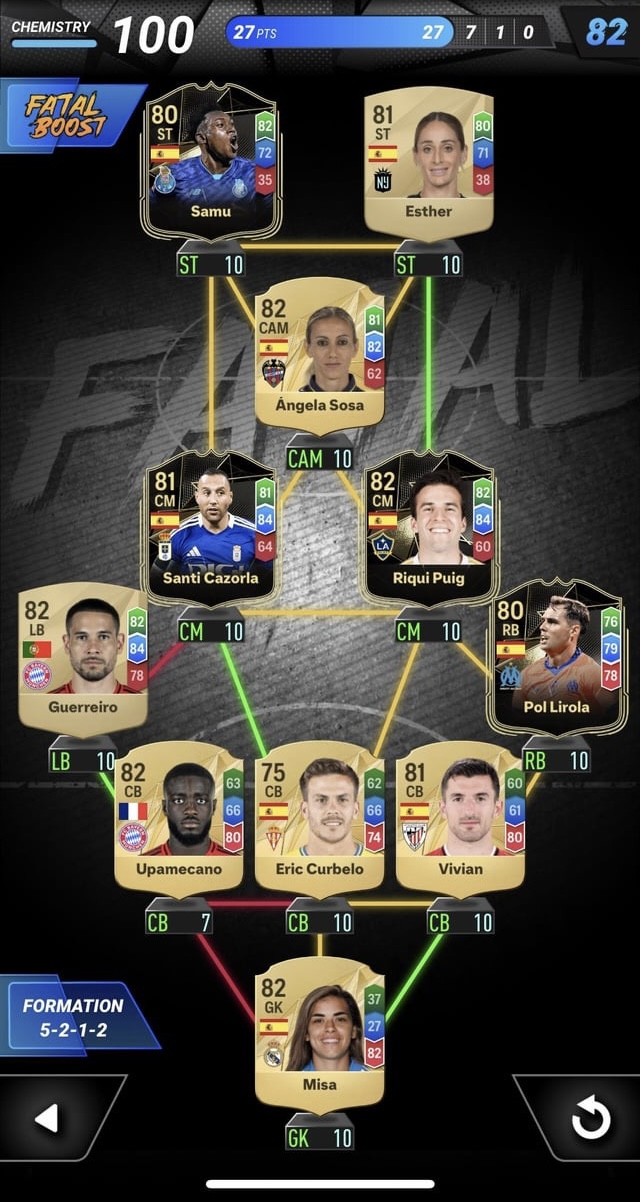 CHEMISTRY 100
27 PTS 27 7 1 0 82
FATAL
BOOST
80
ST
82
72
35
Samu
ST 10
81
ST
80
71
38
NJ
Esther
ST 10
82
CAM
81
82
62
Ángela Sosa
CAM 10
81
CM
81
84
64
Santi Cazorla
CM 10
82
CM
82
84
60
LA
Riqui Puig
CM 10
82
LB
82
84
78
Guerreiro
LB 10
80
RB
76
79
78
Pol Lirola
RB 10
82
CB
63
66
80
Upamecano
CB 7
75
CB
62
66
74
Eric Curbelo
CB 10
81
CB
60
61
80
Vivian
CB 10
82
GK
37
27
82
Misa
GK 10
FORMATION
5-2-1-2
FATAL